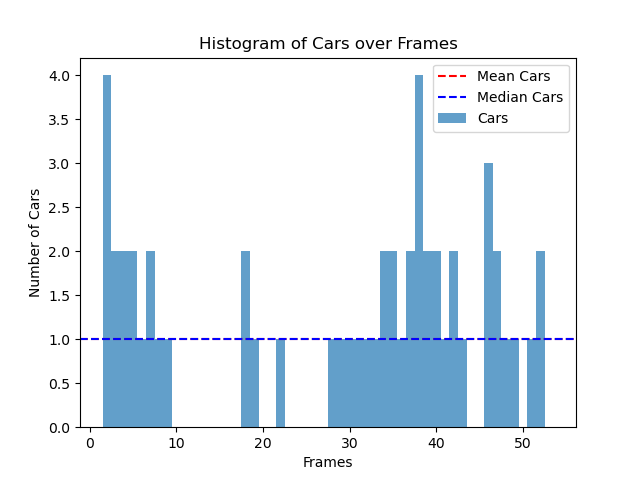 Histogram of Cars over Frames
Mean Cars
Median Cars
Cars
4.0
3.5
3.0
2.5
2.0
1.5
1.0
0.5
0.0
Number of Cars
0 10 20 30 40 50
Frames